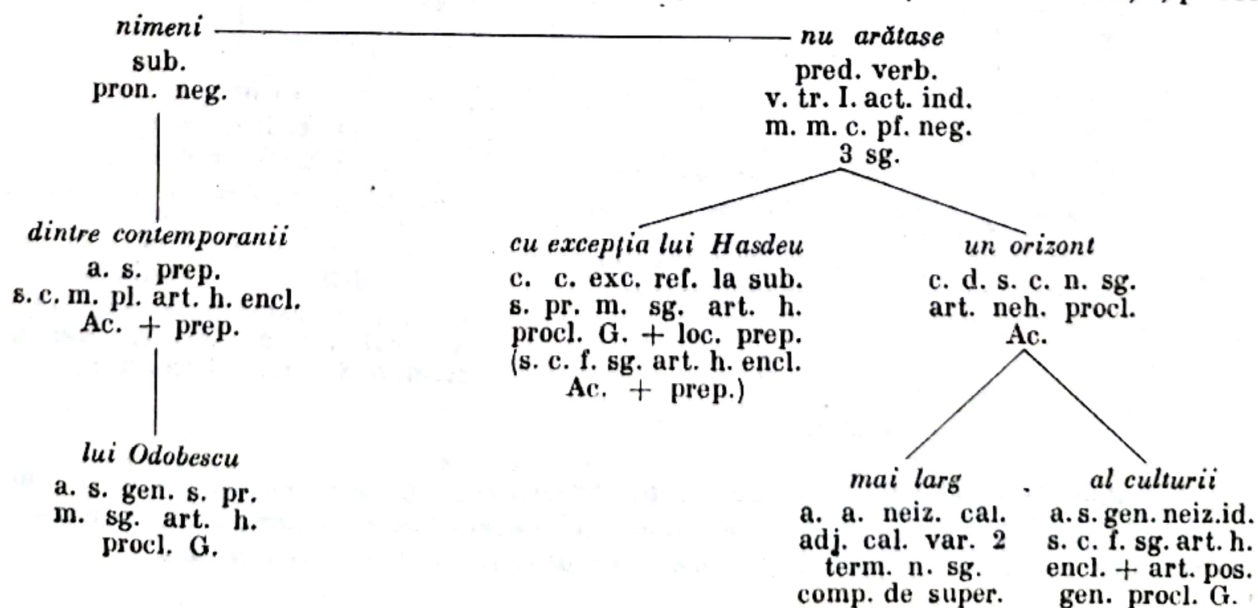 nimeni
sub.
pron. neg.
nu arătase
pred. verb.
v. tr. I. act. ind.
m. m. c. pf. neg.
3 sg.
dintre contemporanii
a. s. prep.
s. c. m. pl. art. h. encl.
Ac. + prep.
cu excepția lui Hasdeu
c. c. exc. ref. la sub.
s. pr. m. sg. art. h.
procl. G. + loc. prep.
(s. c. f. sg. art. h. encl.
Ac. + prep.)
un orizont
c. d. s. c. n. sg.
art. neh. procl.
Ac.
lui Odobescu
a. s. gen. s. pr.
m. sg. art. h.
procl. G.
mai larg
a. a. neiz. cal.
adj. cal. var. 2
term. n. sg.
comp. de super.
al culturii
a. s. gen. neiz. id.
s. c. f. sg. art. h.
encl. + art. pos.
gen. procl. G.